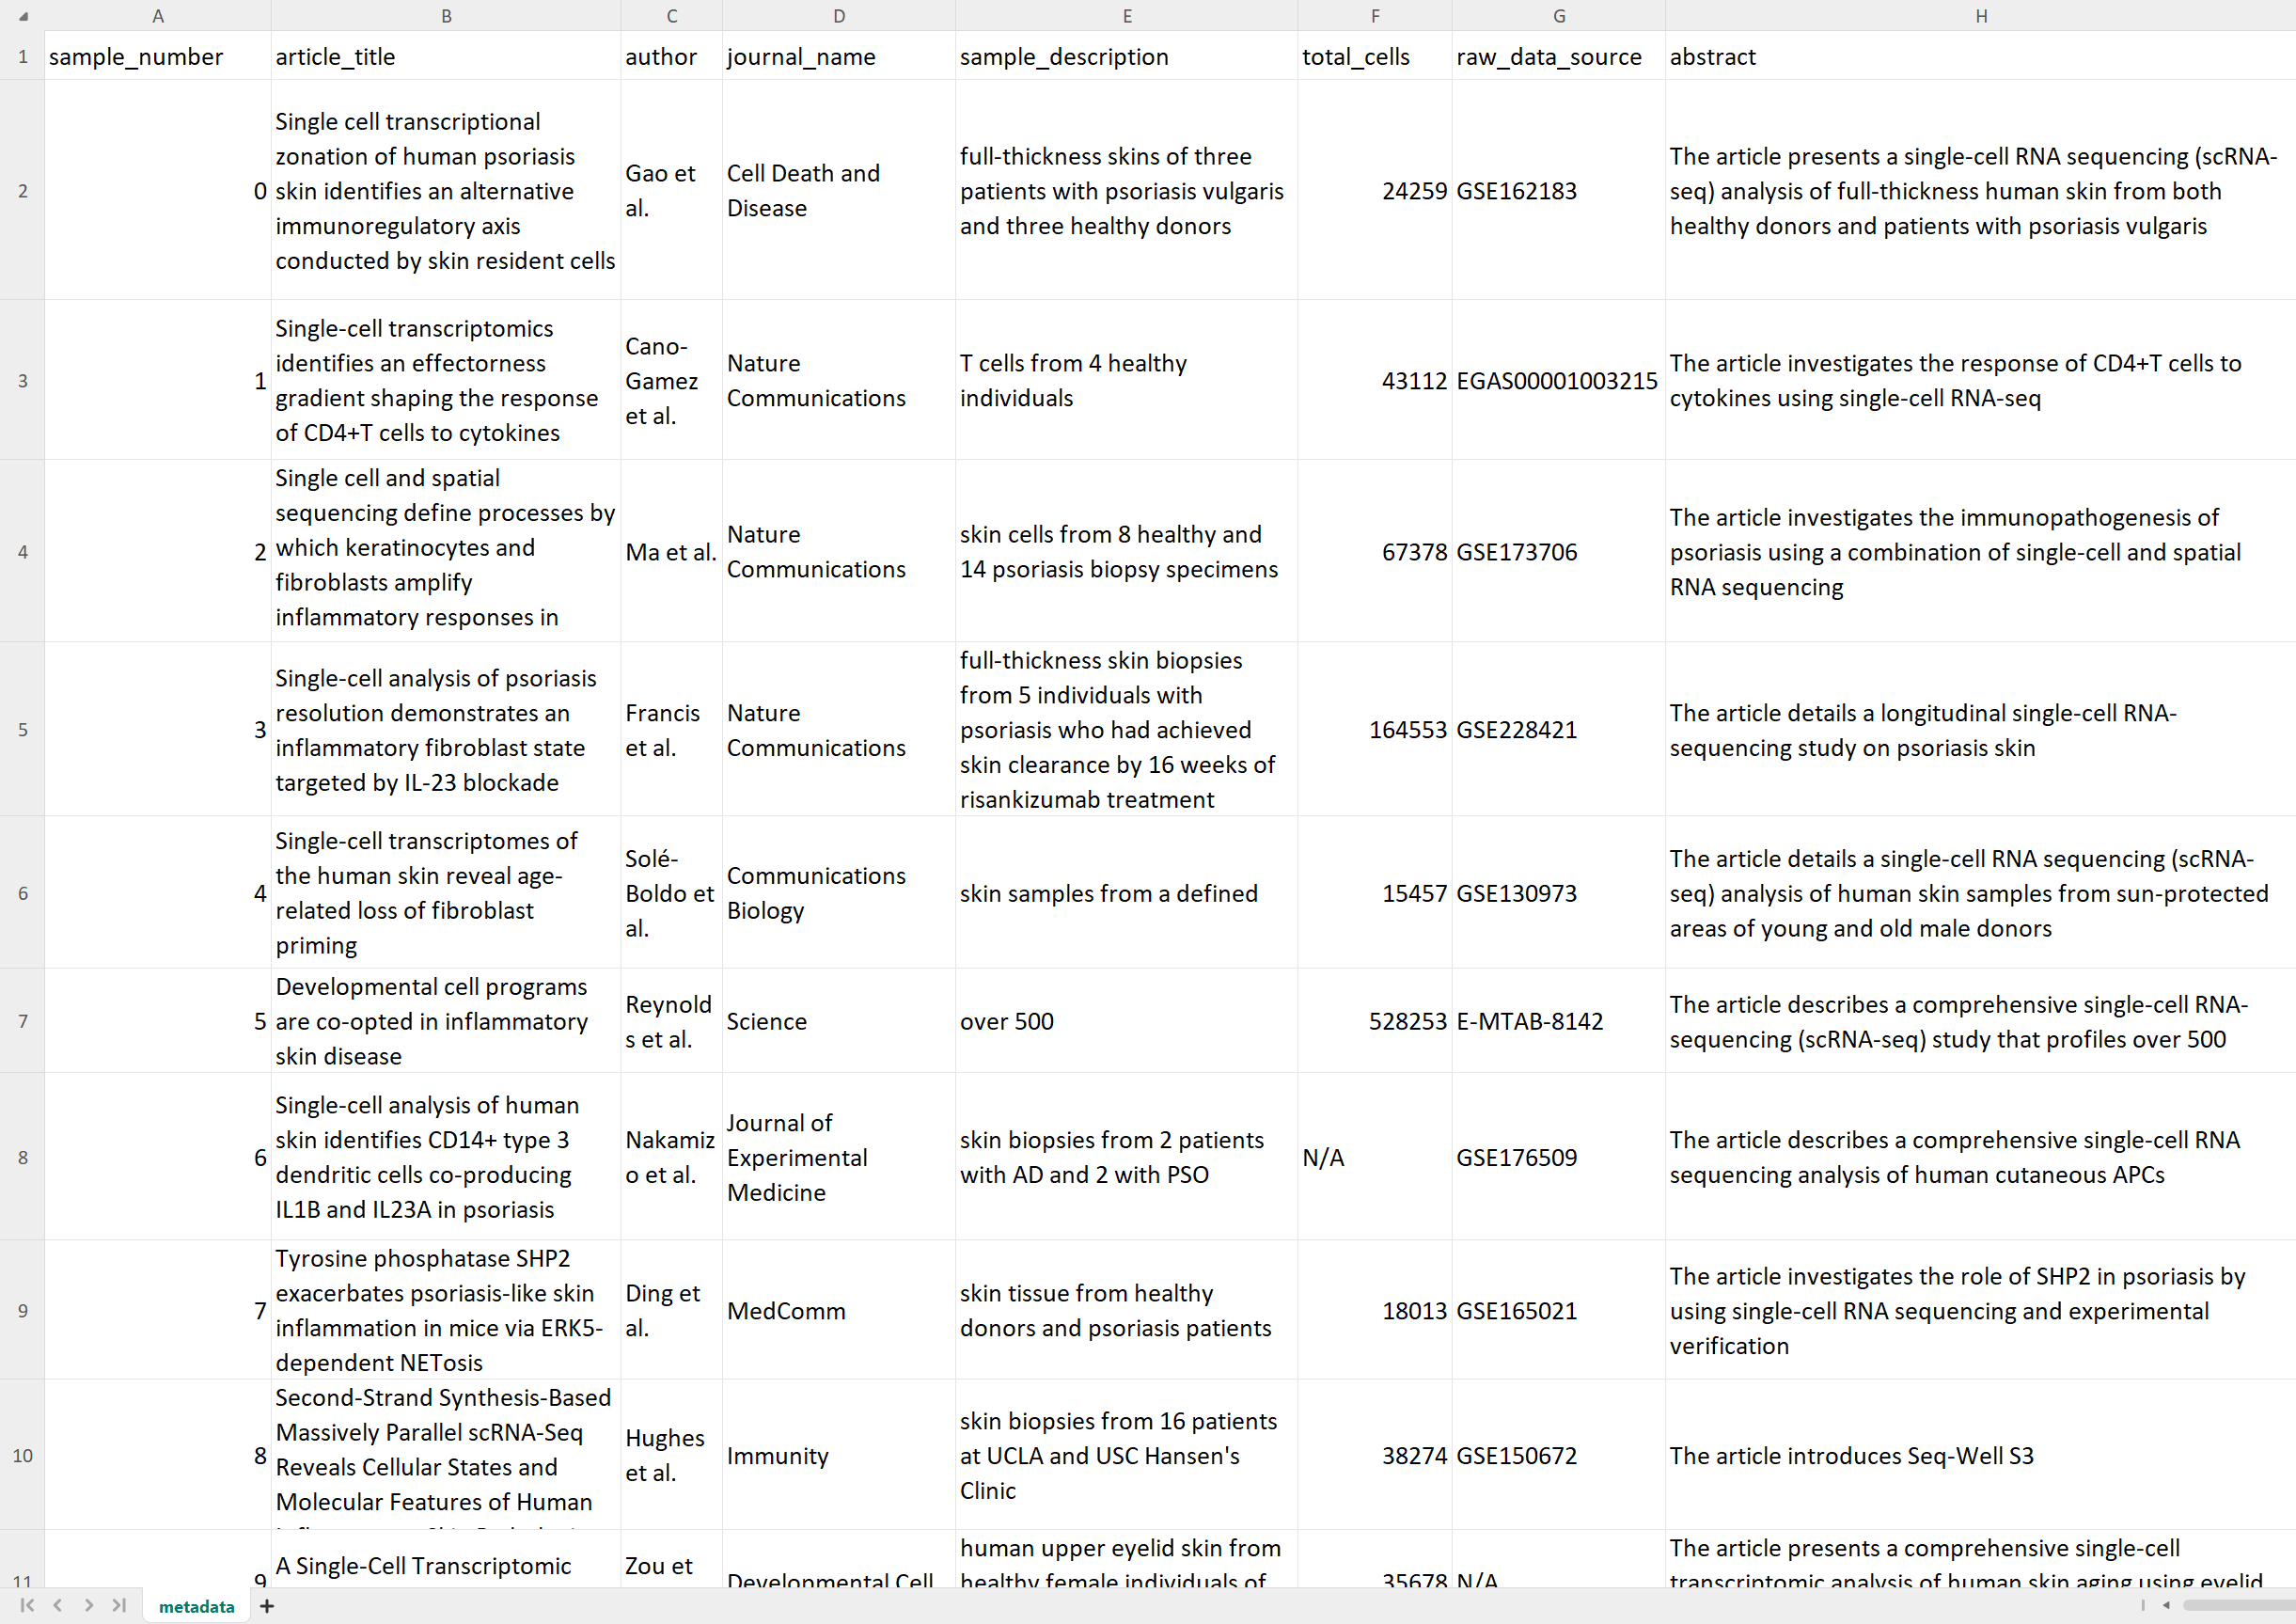 A B C D E F G H
1 sample_number article_title author journal_name sample_description total_cells raw_data_source abstract
2
0
Single cell transcriptional
zonation of human psoriasis
skin identifies an alternative
immunoregulatory axis
conducted by skin resident cells
Gao et
al.
Cell Death and
Disease
full-thickness skins of three
patients with psoriasis vulgaris
and three healthy donors
24259
GSE162183
The article presents a single-cell RNA sequencing (scRNA-
seq) analysis of full-thickness human skin from both
healthy donors and patients with psoriasis vulgaris
3
1
Single-cell transcriptomics
identifies an effectorness
gradient shaping the response
of CD4+T cells to cytokines
Cano-
Gamez
et al.
Nature
Communications
T cells from 4 healthy
individuals
43112
EGAS00001003215
The article investigates the response of CD4+T cells to
cytokines using single-cell RNA-seq
4
2
Single cell and spatial
sequencing define processes by
which keratinocytes and
fibroblasts amplify
inflammatory responses in
Ma et al.
Nature
Communications
skin cells from 8 healthy and
14 psoriasis biopsy specimens
67378
GSE173706
The article investigates the immunopathogenesis of
psoriasis using a combination of single-cell and spatial
RNA sequencing
5
3
Single-cell analysis of psoriasis
resolution demonstrates an
inflammatory fibroblast state
targeted by IL-23 blockade
Francis
et al.
Nature
Communications
full-thickness skin biopsies
from 5 individuals with
psoriasis who had achieved
skin clearance by 16 weeks of
risankizumab treatment
164553
GSE228421
The article details a longitudinal single-cell RNA-
sequencing study on psoriasis skin
6
4
Single-cell transcriptomes of
the human skin reveal age-
related loss of fibroblast
priming
Solé-
Boldo et
al.
Communications
Biology
skin samples from a defined
15457
GSE130973
The article details a single-cell RNA sequencing (scRNA-
seq) analysis of human skin samples from sun-protected
areas of young and old male donors
7
5
Developmental cell programs
are co-opted in inflammatory
skin disease
Reynold
s et al.
Science
over 500
528253
E-MTAB-8142
The article describes a comprehensive single-cell RNA-
sequencing (scRNA-seq) study that profiles over 500
8
6
Single-cell analysis of human
skin identifies CD14+ type 3
dendritic cells co-producing
IL1B and IL23A in psoriasis
Nakamiz
o et al.
Journal of
Experimental
Medicine
skin biopsies from 2 patients
with AD and 2 with PSO
N/A
GSE176509
The article describes a comprehensive single-cell RNA
sequencing analysis of human cutaneous APCs
9
7
Tyrosine phosphatase SHP2
exacerbates psoriasis-like skin
inflammation in mice via ERK5-
dependent NETosis
Ding et
al.
MedComm
skin tissue from healthy
donors and psoriasis patients
18013
GSE165021
The article investigates the role of SHP2 in psoriasis by
using single-cell RNA sequencing and experimental
verification
10
8
Second-Strand Synthesis-Based
Massively Parallel scRNA-Seq
Reveals Cellular States and
Molecular Features of Human
Hughes
et al.
Immunity
skin biopsies from 16 patients
at UCLA and USC Hansen's
Clinic
38274
GSE150672
The article introduces Seq-Well S3
11
9
A Single-Cell Transcriptomic
Zou et
Developmental Cell
human upper eyelid skin from
healthy female individuals of
35678
N/A
The article presents a comprehensive single-cell
transcriptomic analysis of human skin aging using eyelid
metadata